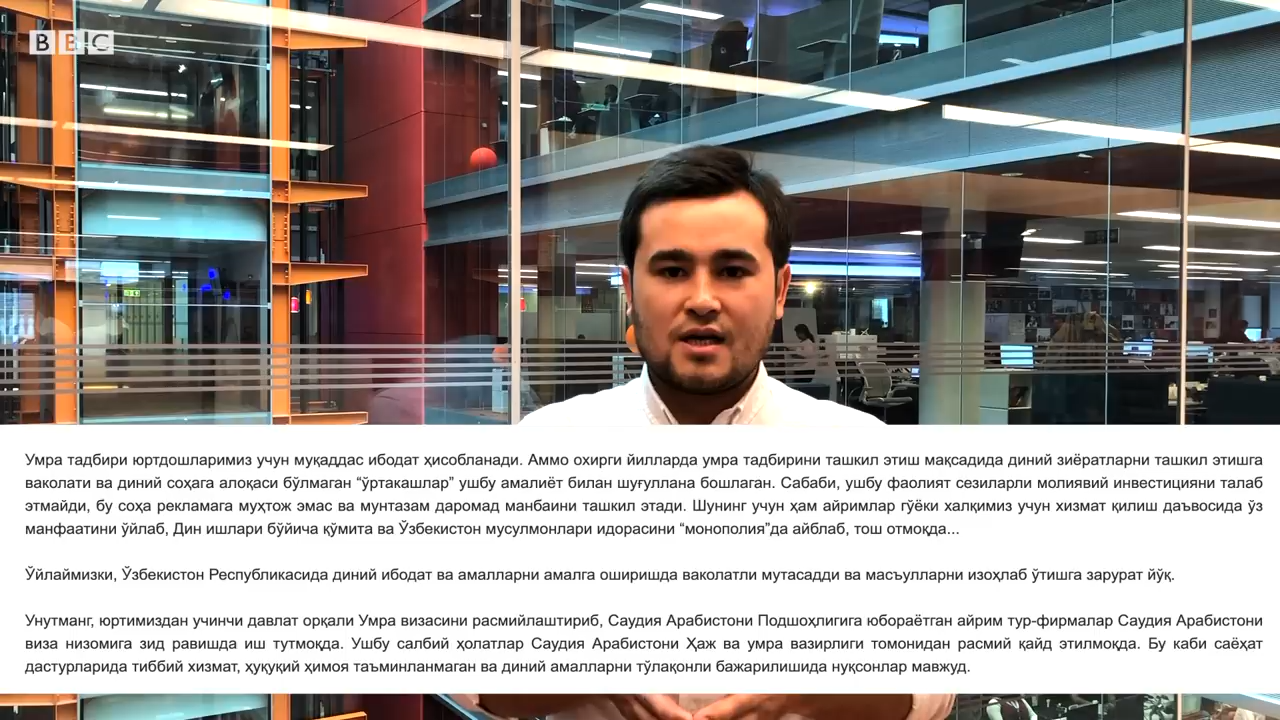 BBC
Умра тадбири юртдошларимиз учун муқаддас ибодат ҳисобланади. Аммо охирги йилларда умра тадбирини ташкил этиш мақсадида диний зиёратларни ташкил этишга
ваколати ва диний соҳага алоқаси бўлмаган “ўртакашлар” ушбу амалиёт билан шуғуллана бошлаган. Сабаби, ушбу фаолият сезиларли молиявий инвестицияни талаб
этмайди, бу соҳа рекламага муҳтож эмас ва мунтазам даромад манбаини ташкил этади. Шунинг учун ҳам айримлар гўёки халқимиз учун хизмат қилиш даъвосида ўз
манфаатини ўйлаб, Дин ишлари бўйича қўмита ва Ўзбекистон мусулмонлари идорасини “монополия”да айблаб, тош отмоқда...
Ўйлаймизки, Ўзбекистон Республикасида диний ибодат ва амалларни амалга оширишда ваколатли мутасадди ва масъулларни изоҳлаб ўтишга зарурат йўқ.
Унутманг, юртимиздан учинчи давлат орқали Умра визасини расмийлаштириб, Саудия Арабистони Подшоҳлигига юбораётган айрим тур-фирмалар Саудия Арабистони
виза низомига зид равишда иш тутмоқда. Ушбу салбий ҳолатлар Саудия Арабистони Ҳаж ва умра вазирлиги томонидан расмий қайд этилмоқда. Бу каби саёҳат
дастурларида тиббий хизмат, ҳуқуқий ҳимоя таъминланмаган ва диний амалларни тўлақонли бажарилишида нуқсонлар мавжуд.